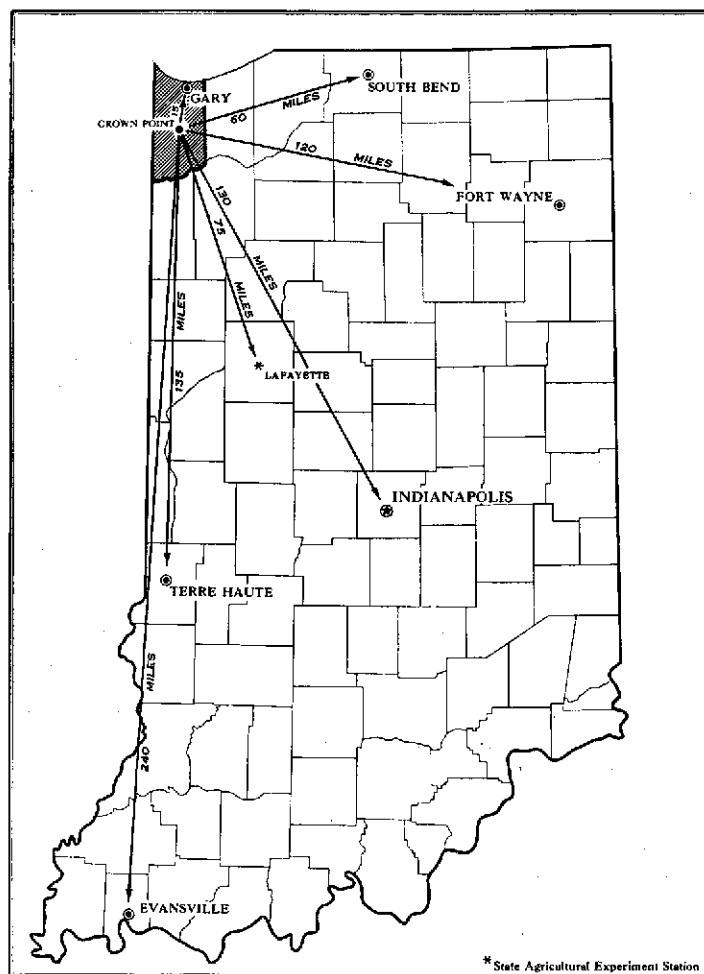 GARY
15
CROWN POINT
60 MILES
SOUTH BEND
120 MILES
FORT WAYNE
130 MILES
75 MILES
*LAFAYETTE
MILES 135
INDIANAPOLIS
TERRE HAUTE
MILES 240
EVANSVILLE
*State Agricultural Experiment Station